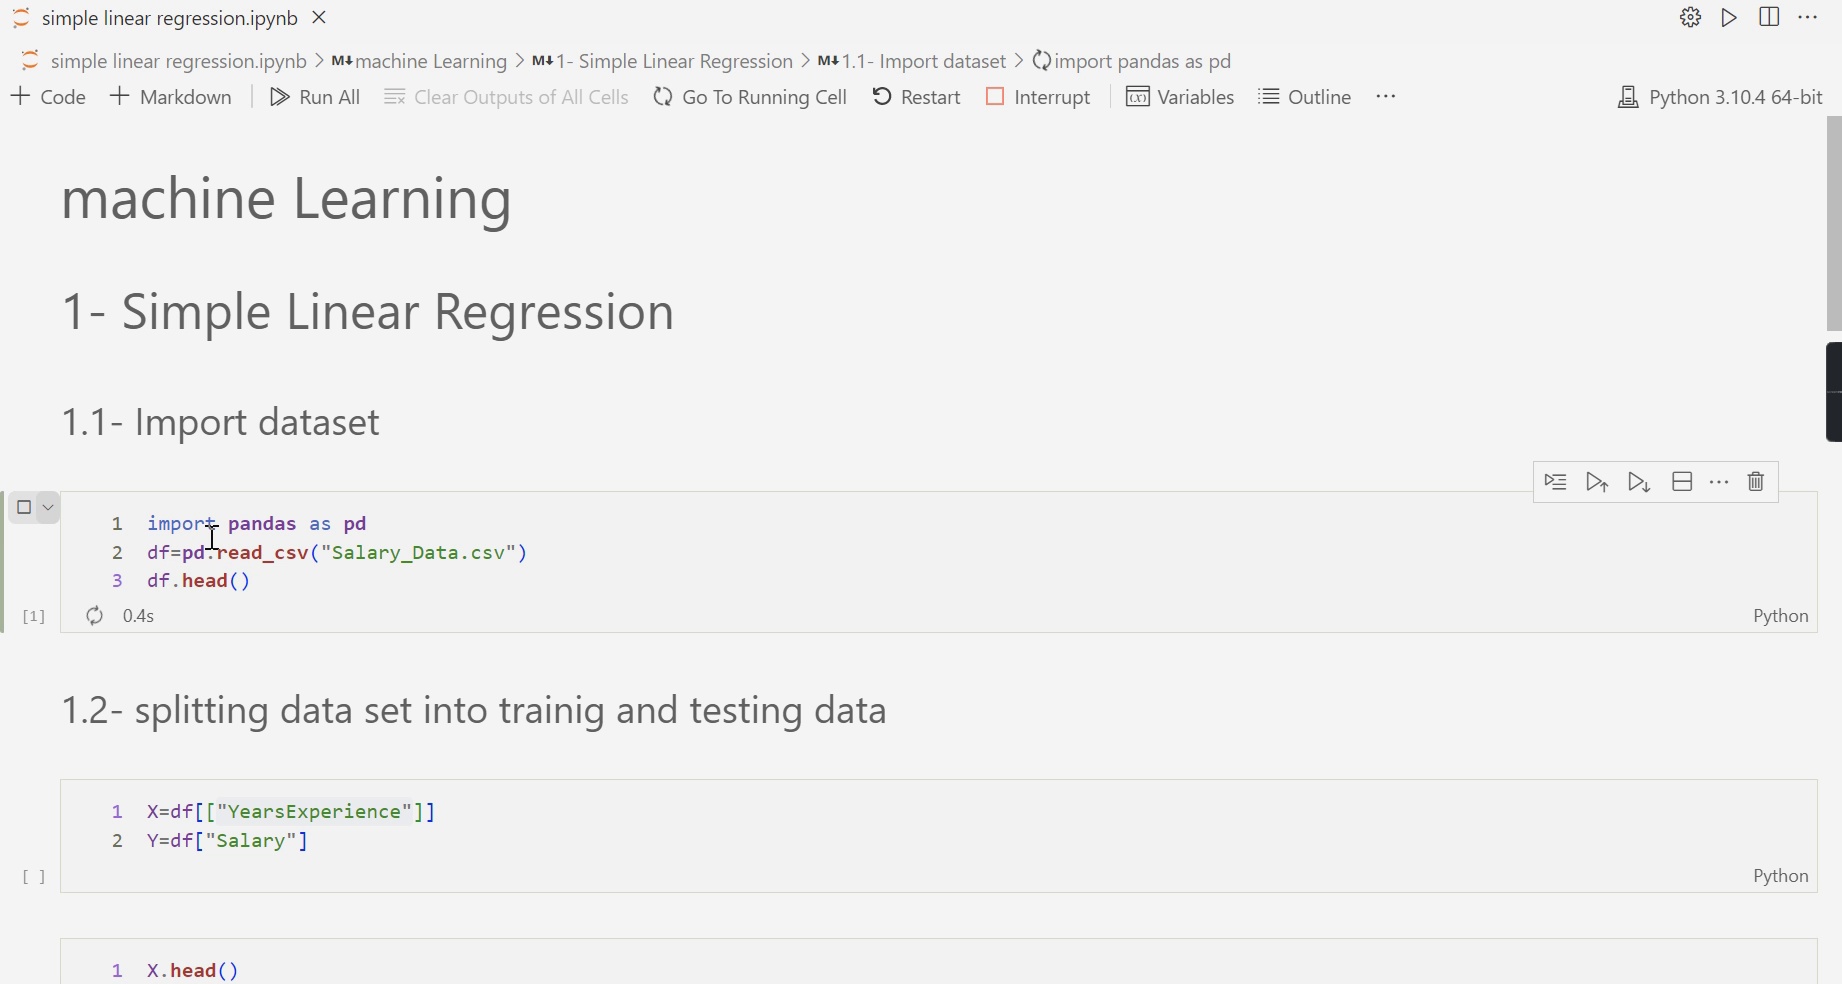 simple linear regression.ipynb
simple linear regression.ipynb > M↓ machine Learning > M↓ 1- Simple Linear Regression > M↓ 1.1- Import dataset > import pandas as pd
+ Code + Markdown Run All Clear Outputs of All Cells Go To Running Cell Restart Interrupt (x) Variables Outline ... Python 3.10.4 64-bit
machine Learning
1- Simple Linear Regression
1.1- Import dataset
1 import pandas as pd
2 df=pd.read_csv("Salary_Data.csv")
3 df.head()
[1] 0.4s Python
1.2- splitting data set into trainig and testing data
1 X=df[["YearsExperience"]]
2 Y=df["Salary"]
[ ] Python
1 X.head()